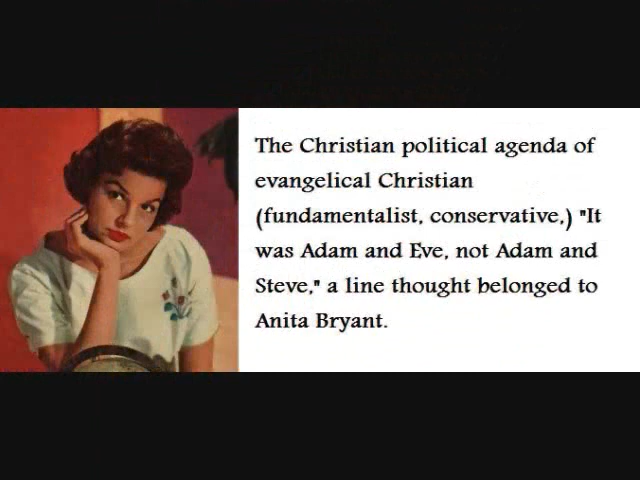 The Christian political agenda of
evangelical Christian
(fundamentalist, conservative,) "It
was Adam and Eve, not Adam and
Steve," a line thought belonged to
Anita Bryant.